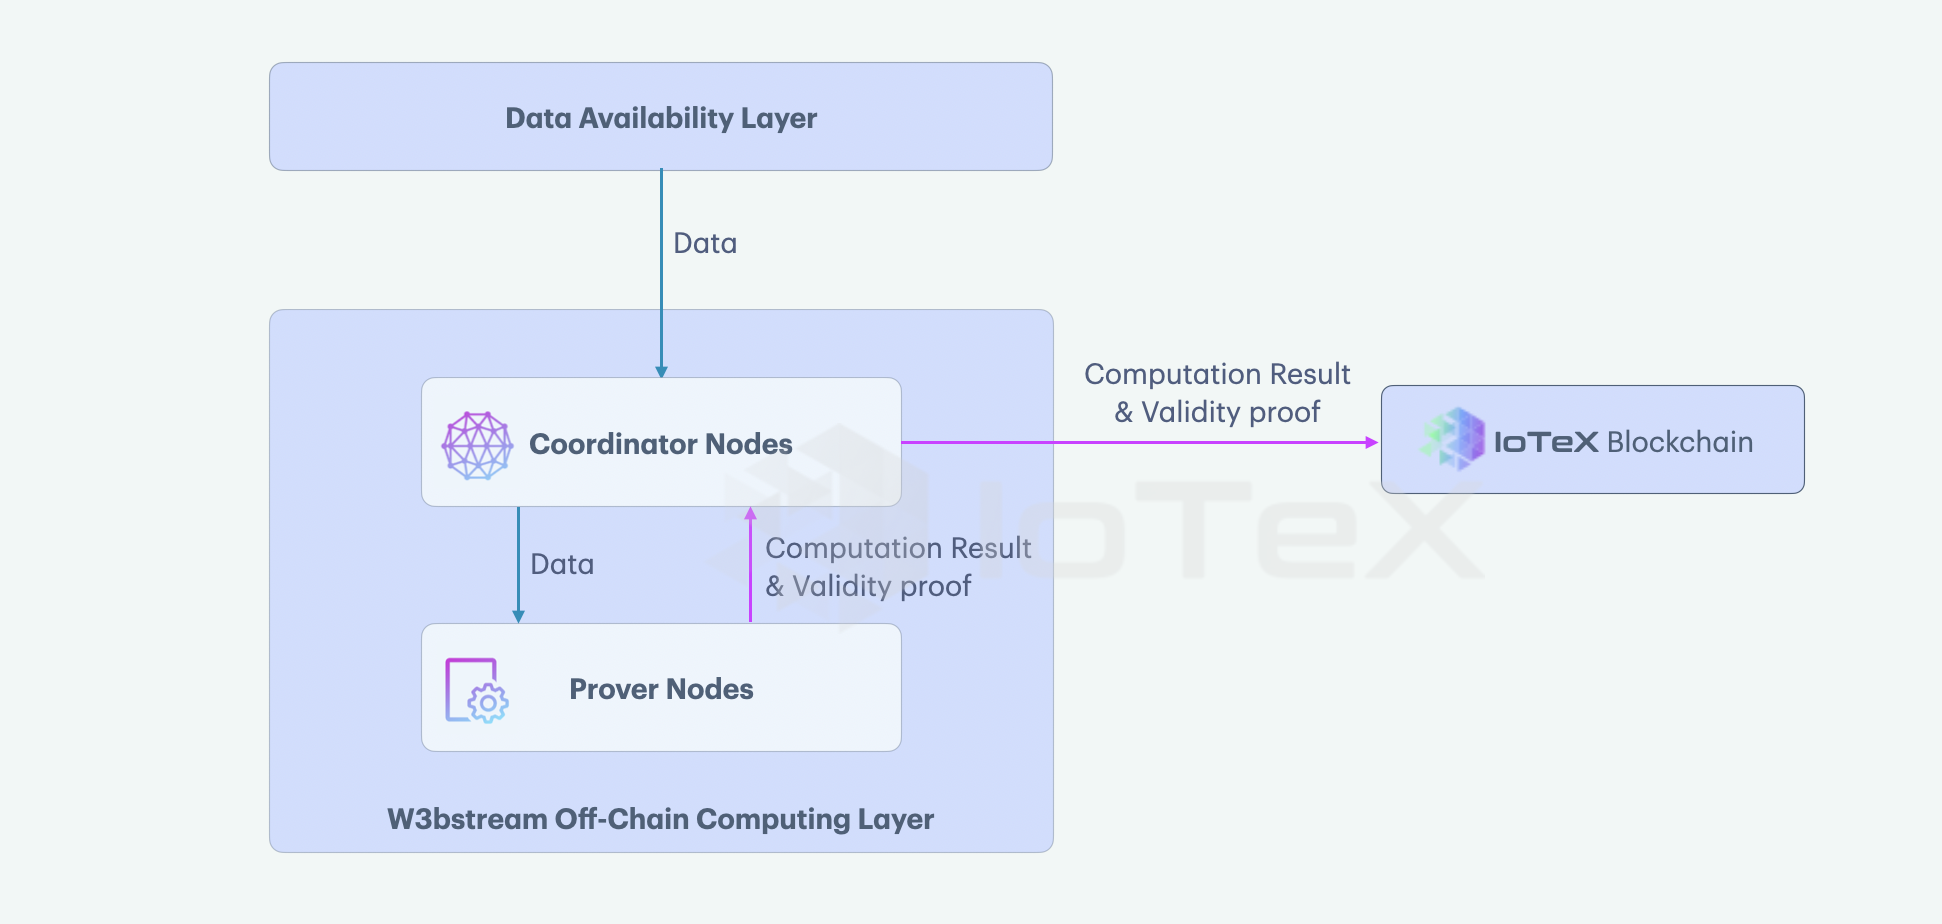 Data Availability Layer
Data
Computation Result
& Validity proof
Coordinator Nodes
IoTeX Blockchain
IoTeX
Data
Computation Result
& Validity proof
Prover Nodes
W3bstream Off-Chain Computing Layer